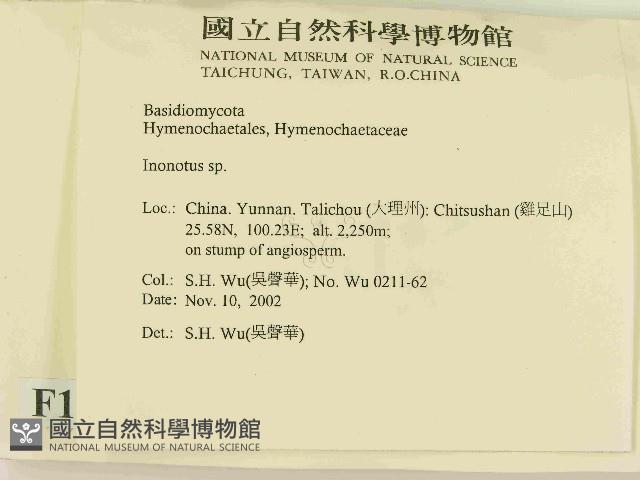 國立自然科學博物館
NATIONAL MUSEUM OF NATURAL SCIENCE
TAICHUNG, TAIWAN, R.O.CHINA
Basidiomycota
Hymenochaetales, Hymenochaetaceae
Inonotus sp.
Loc.: China. Yunnan. Talichou (大理州): Chitsushan (雞足山)
25.58N, 100.23E; alt. 2,250m;
on stump of angiosperm.
Col.: S.H. Wu(吳聲華); No. Wu 0211-62
Date: Nov. 10, 2002
Det.: S.H. Wu(吳聲華)
F1
國立自然科學博物館
NATIONAL MUSEUM OF NATURAL SCIENCE